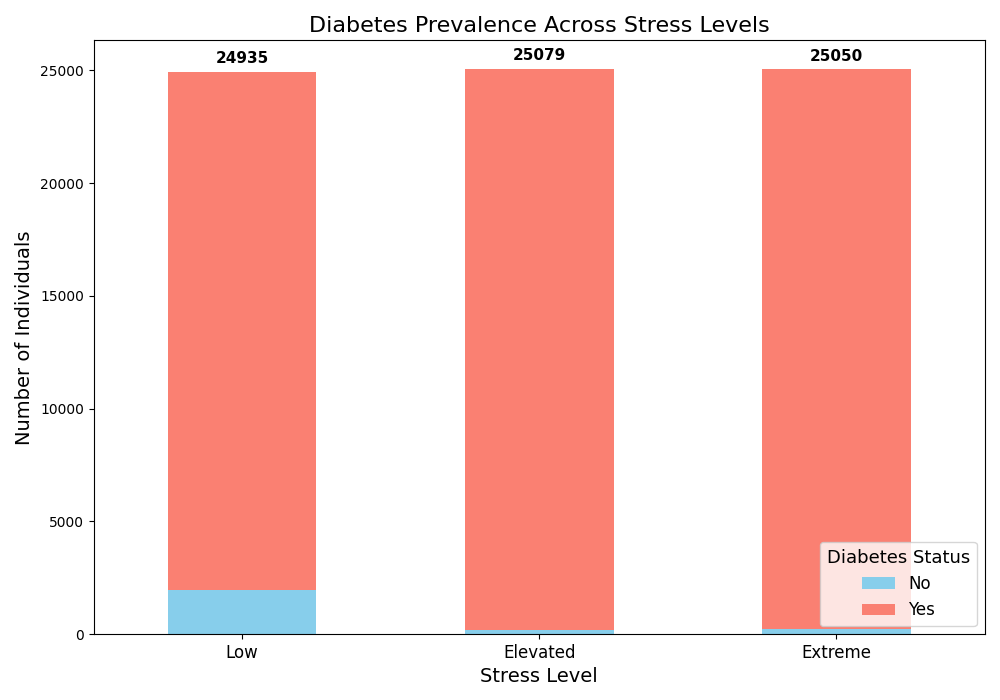 Diabetes Prevalence Across Stress Levels
24935
25079
25050
Number of Individuals
25000
20000
15000
10000
5000
0
Diabetes Status
No
Yes
Low
Elevated
Extreme
Stress Level